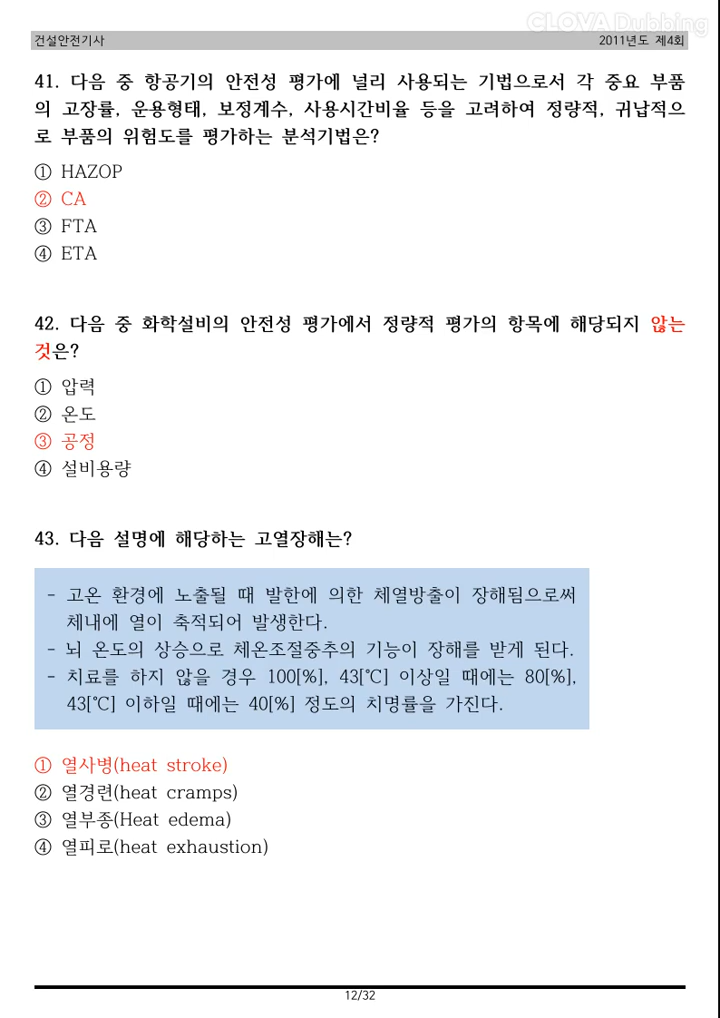 CLOVA Dubbing
건설안전기사 2011년도 제4회
41. 다음 중 항공기의 안전성 평가에 널리 사용되는 기법으로서 각 중요 부품
의 고장률, 운용형태, 보정계수, 사용시간비율 등을 고려하여 정량적, 귀납적으
로 부품의 위험도를 평가하는 분석기법은?
① HAZOP
② CA
③ FTA
④ ETA
42. 다음 중 화학설비의 안전성 평가에서 정량적 평가의 항목에 해당되지 않는
것은?
① 압력
② 온도
③ 공정
④ 설비용량
43. 다음 설명에 해당하는 고열장해는?
- 고온 환경에 노출될 때 발한에 의한 체열방출이 장해됨으로써
체내에 열이 축적되어 발생한다.
- 뇌 온도의 상승으로 체온조절중추의 기능이 장해를 받게 된다.
- 치료를 하지 않을 경우 100[%], 43[℃] 이상일 때에는 80[%],
43[℃] 이하일 때에는 40[%] 정도의 치명률을 가진다.
① 열사병(heat stroke)
② 열경련(heat cramps)
③ 열부종(Heat edema)
④ 열피로(heat exhaustion)
12/32